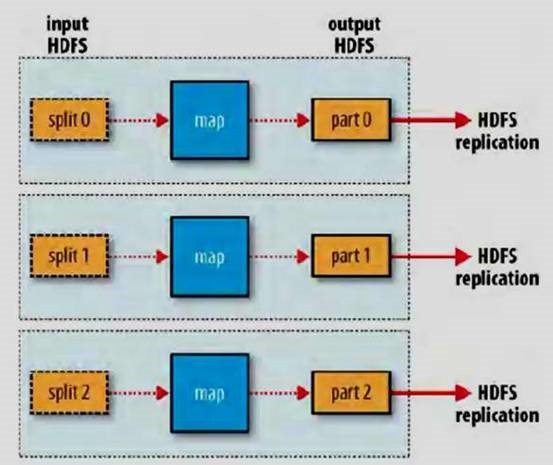 input
HDFS
output
HDFS
split 0
map
part 0
HDFS
replication
split 1
map
part 1
HDFS
replication
split 2
map
part 2
HDFS
replication